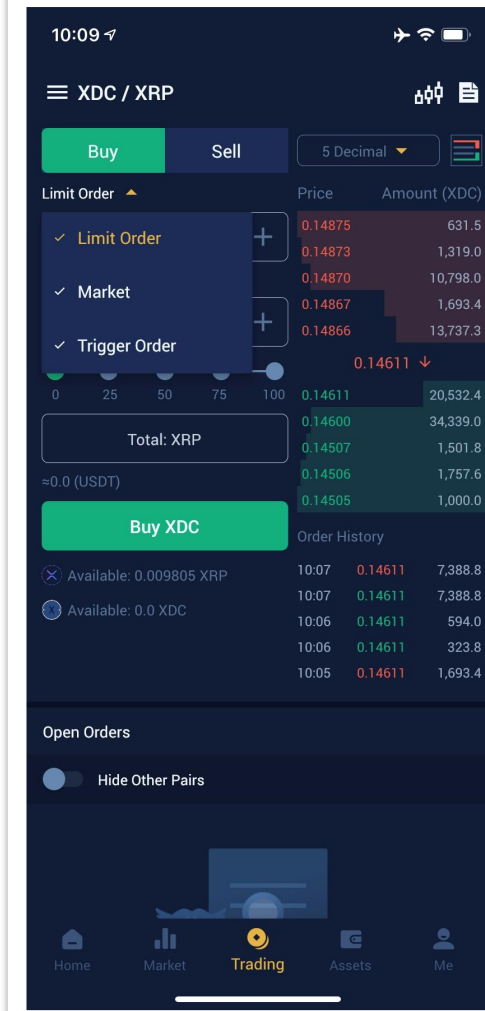 10:09
XDC / XRP
Buy
Sell
5 Decimal
Limit Order
Price
Amount (XDC)
Limit Order
Market
Trigger Order
0.14875 631.5
0.14873 1,319.0
0.14870 10,798.0
0.14867 1,693.4
0.14866 13,737.3
0.14611
0 25 50 75 100
0.14611 20,532.4
0.14600 34,339.0
0.14507 1,501.8
0.14506 1,757.6
0.14505 1,000.0
Total: XRP
≈0.0 (USDT)
Buy XDC
Available: 0.009805 XRP
Available: 0.0 XDC
Order History
10:07 0.14611 7,388.8
10:07 0.14611 7,388.8
10:06 0.14611 594.0
10:06 0.14611 323.8
10:05 0.14611 1,693.4
Open Orders
Hide Other Pairs
Home
Market
Trading
Assets
Me